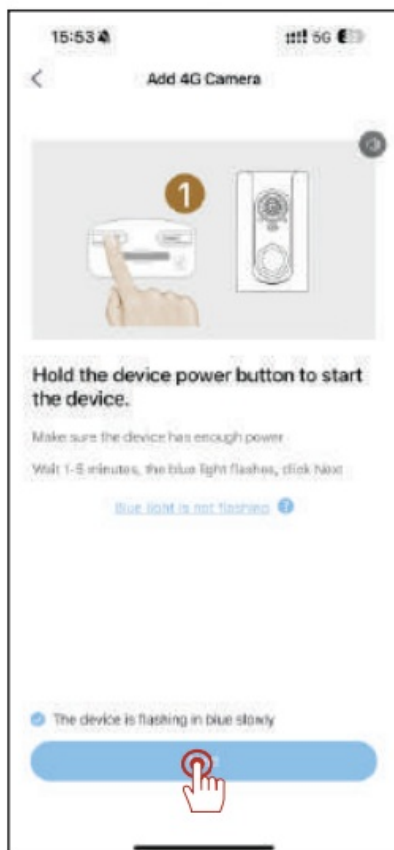 15:53
5G
Add 4G Camera
1
Hold the device power button to start
the device.
Make sure the device has enough power
Wait 1-5 minutes, the blue light flashes, click Next
Blue light is not flashing ?
The device is flashing in blue slowly